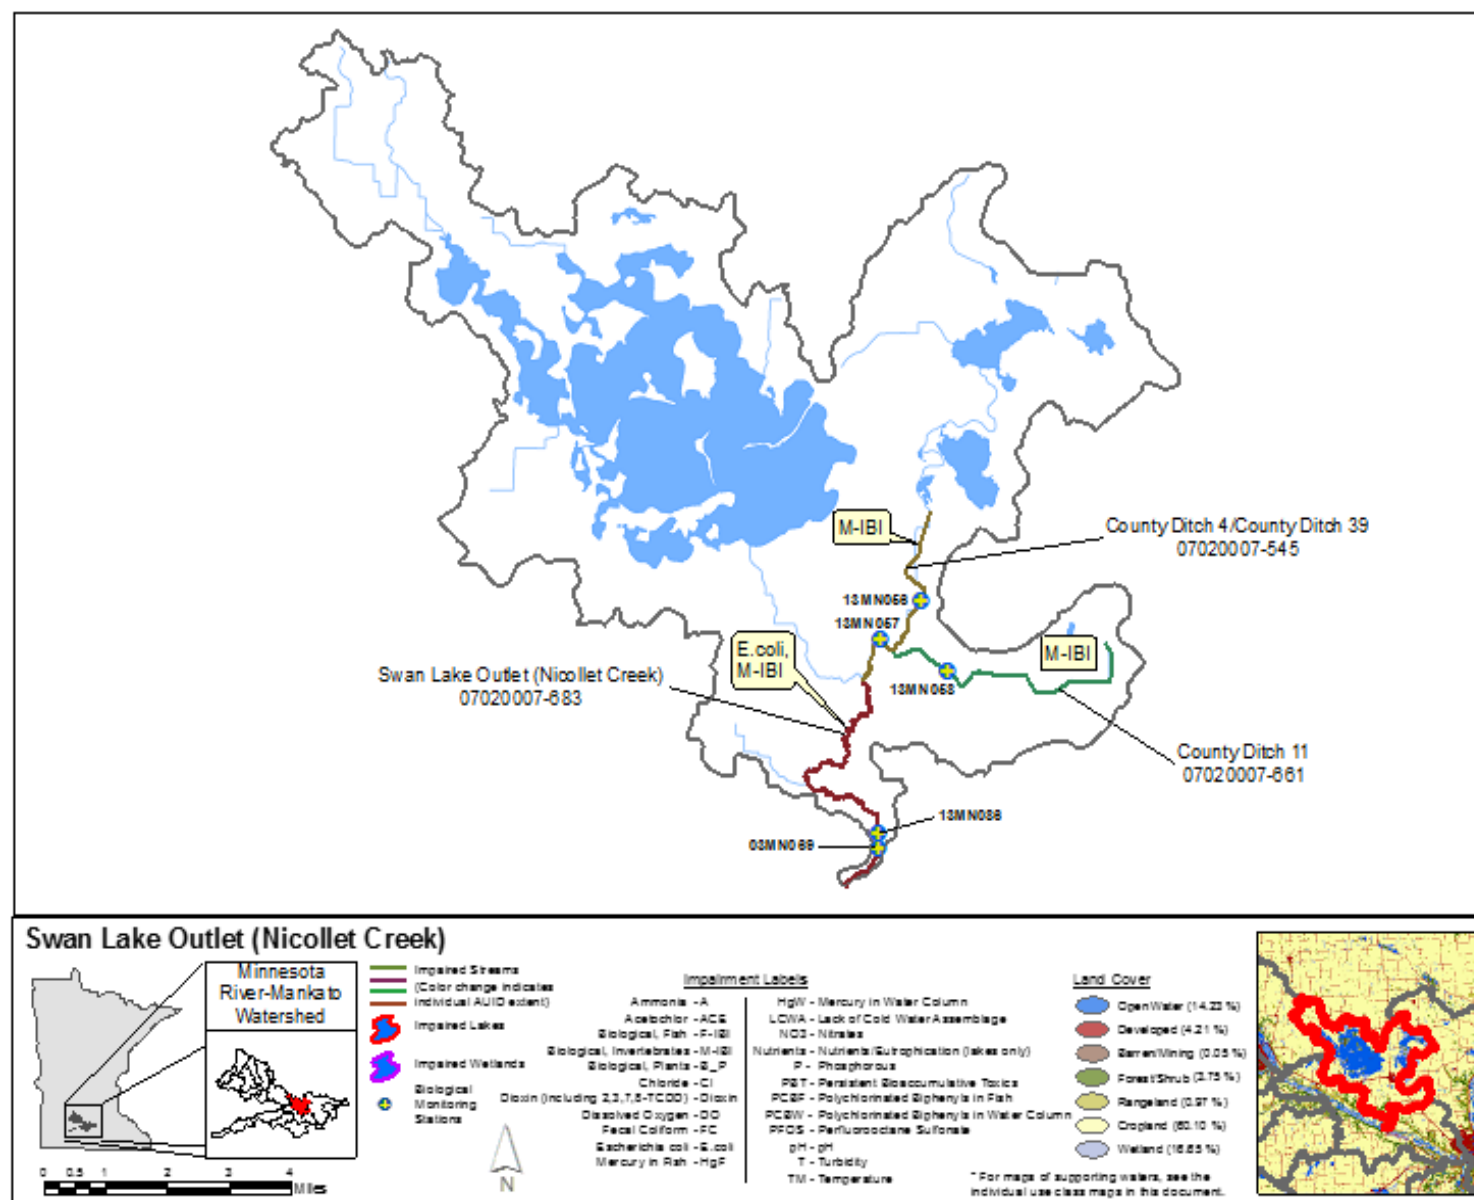 M-IBI
County Ditch 4/County Ditch 39
07020007-545
13MN056
13MN057
E.coli,
M-IBI
M-IBI
Swan Lake Outlet (Nicollet Creek)
07020007-683
13MN058
County Ditch 11
07020007-661
13MN086
03MN069
Swan Lake Outlet (Nicollet Creek)
Minnesota
River-Mankato
Watershed
0 0.5 1 2 3 4
Miles
Impaired Streams
(Color change indicates
individual AUID extent)
Impaired Lakes
Impaired Wetlands
Biological
Monitoring
Stations
N
Impairment Labels
Ammonia - A
Acetochlor - ACE
Biological, Fish - F-IBI
Biological, Invertebrates - M-IBI
Biological, Plants - B_P
Chloride - Cl
Dioxin (including 2,3,7,8-TCDD) - Dioxin
Dissolved Oxygen - DO
Fecal Coliform - FC
Escherichia coli - E.coli
Mercury in Fish - HgF
HgW - Mercury in Water Column
LCWA - Lack of Cold Water Assemblage
NO3 - Nitrates
Nutrients - Nutrients/Eutrophication (lakes only)
P - Phosphorous
PBT - Persistent Bioaccumulative Toxics
PCBF - Polychlorinated Biphenyls in Fish
PCBW - Polychlorinated Biphenyls in Water Column
PFOS - Perfluorooctane Sulfonate
pH - pH
T - Turbidity
TM - Temperature
Land Cover
Open Water (14.23 %)
Developed (4.21 %)
Barren/Mining (0.05 %)
Forest/Shrub (3.75 %)
Rangeland (0.97 %)
Cropland (60.10 %)
Wetland (16.65 %)
* For maps of supporting waters, see the
individual use class maps in this document.